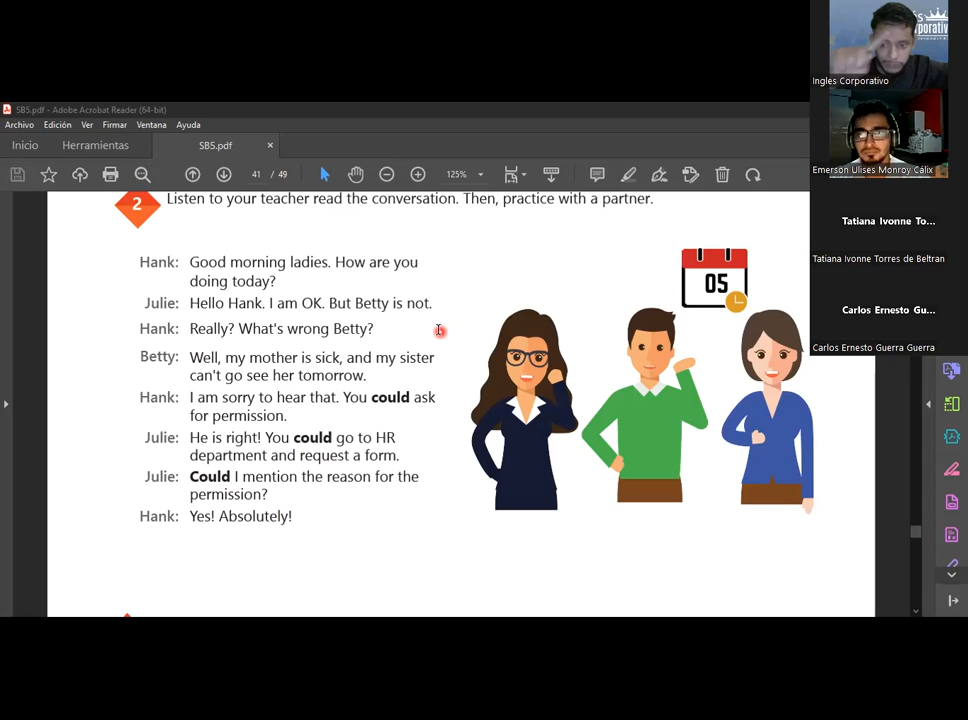 SB5.pdf - Adobe Acrobat Reader (64-bit)
Archivo Edición Ver Firmar Ventana Ayuda
Inicio Herramientas SB5.pdf ×
41 / 49 125%
2 Listen to your teacher read the conversation. Then, practice with a partner.
Hank: Good morning ladies. How are you
doing today?
Julie: Hello Hank. I am OK. But Betty is not.
Hank: Really? What's wrong Betty?
Betty: Well, my mother is sick, and my sister
can't go see her tomorrow.
Hank: I am sorry to hear that. You could ask
for permission.
Julie: He is right! You could go to HR
department and request a form.
Julie: Could I mention the reason for the
permission?
Hank: Yes! Absolutely!
05
Ingles Corporativo
Emerson Ulises Monroy Cálix
Tatiana Ivonne To...
Tatiana Ivonne Torres de Beltran
Carlos Ernesto Gu...
Carlos Ernesto Guerra Guerra